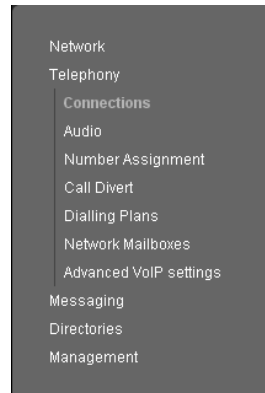 Network
Telephony
Connections
Audio
Number Assignment
Call Divert
Dialling Plans
Network Mailboxes
Advanced VoIP settings
Messaging
Directories
Management